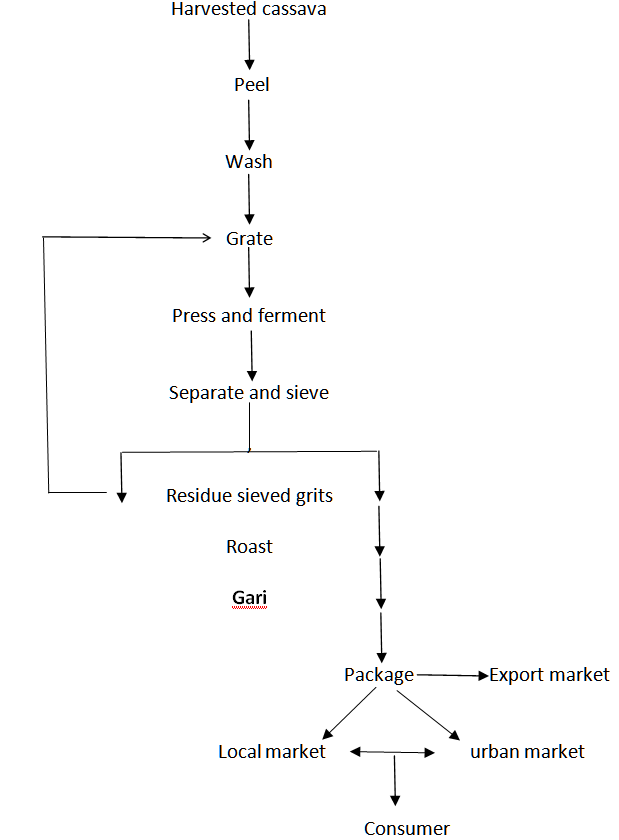 Harvested cassava
Peel
Wash
Grate
Press and ferment
Separate and sieve
Residue sieved grits
Roast
Gari
Package
Export market
Local market
urban market
Consumer